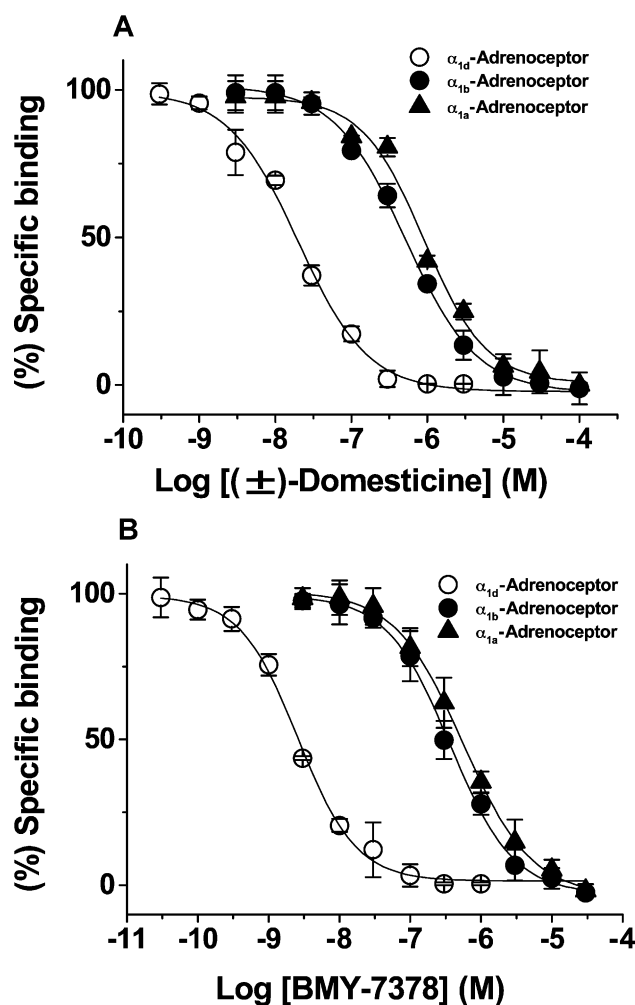 A
α1d-Adrenoceptor
α1b-Adrenoceptor
α1a-Adrenoceptor
100
50
0
(%) Specific binding
-10 -9 -8 -7 -6 -5 -4
Log [(±)-Domesticine] (M)
B
α1d-Adrenoceptor
α1b-Adrenoceptor
α1a-Adrenoceptor
100
50
0
(%) Specific binding
-11 -10 -9 -8 -7 -6 -5 -4
Log [BMY-7378] (M)